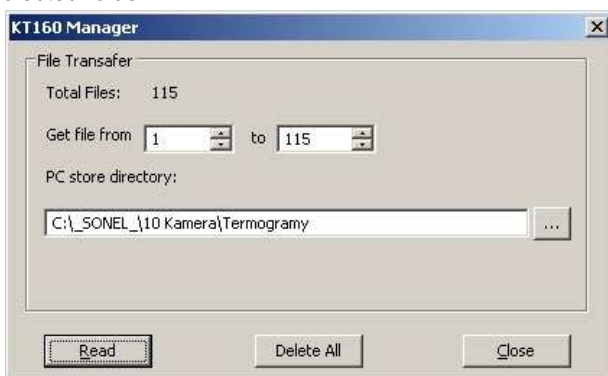 KT160 Manager
File Transafer
Total Files: 115
Get file from 1 to 115
PC store directory:
C:\_SONEL_\10 Kamera\Termogramy ...
Read Delete All Close